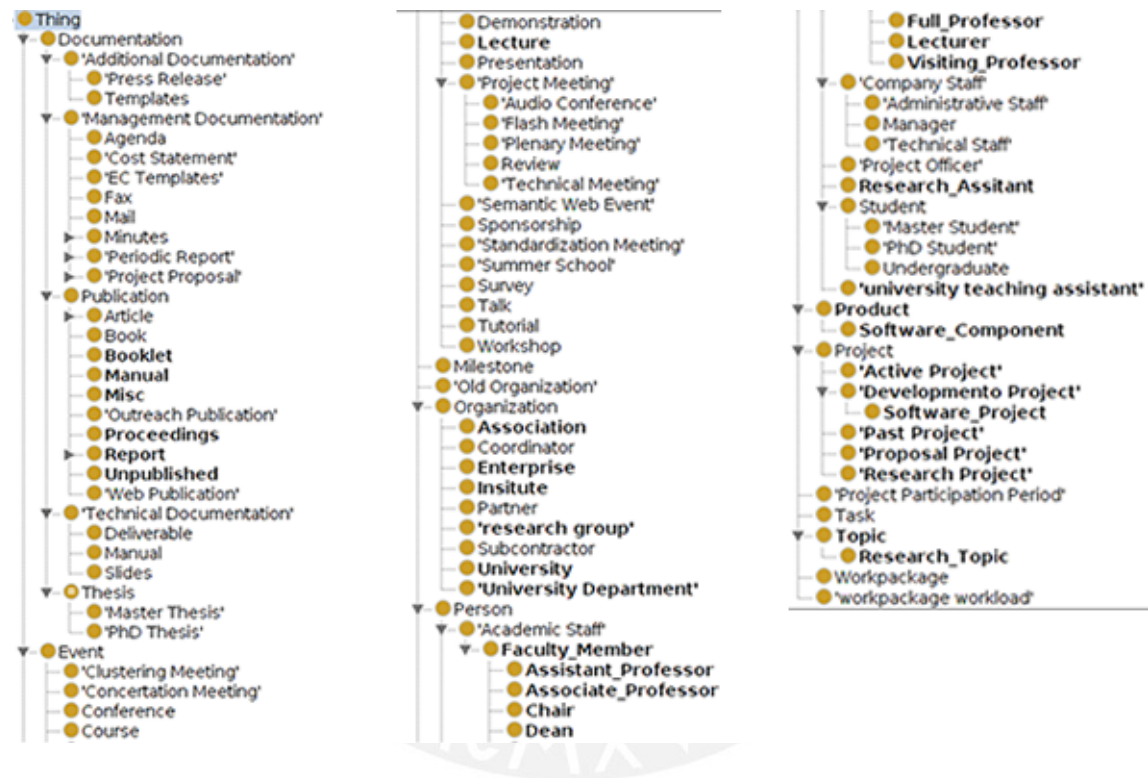 Thing
Documentation
'Additional Documentation'
'Press Release'
Templates
'Management Documentation'
Agenda
'Cost Statement'
'EC Templates'
Fax
Mail
Minutes
'Periodic Report'
'Project Proposal'
Publication
Article
Book
Booklet
Manual
Misc
'Outreach Publication'
Proceedings
Report
Unpublished
'Web Publication'
'Technical Documentation'
Deliverable
Manual
Slides
Thesis
'Master Thesis'
'PhD Thesis'
Event
'Clustering Meeting'
'Concertation Meeting'
Conference
Course
Demonstration
Lecture
Presentation
'Project Meeting'
'Audio Conference'
'Flash Meeting'
'Plenary Meeting'
Review
'Technical Meeting'
'Semantic Web Event'
Sponsorship
'Standardization Meeting'
'Summer School'
Survey
Talk
Tutorial
Workshop
Milestone
'Old Organization'
Organization
Association
Coordinator
Enterprise
Insitute
Partner
'research group'
Subcontractor
University
'University Department'
Person
'Academic Staff'
Faculty_Member
Assistant_Professor
Associate_Professor
Chair
Dean
Full_Professor
Lecturer
Visiting_Professor
'Company Staff'
'Administrative Staff'
Manager
'Technical Staff'
'Project Officer'
Research_Assitant
Student
'Master Student'
'PhD Student'
Undergraduate
'university teaching assistant'
Product
Software_Component
Project
'Active Project'
'Developmento Project'
Software_Project
'Past Project'
'Proposal Project'
'Research Project'
'Project Participation Period'
Task
Topic
Research_Topic
Workpackage
'workpackage workload'